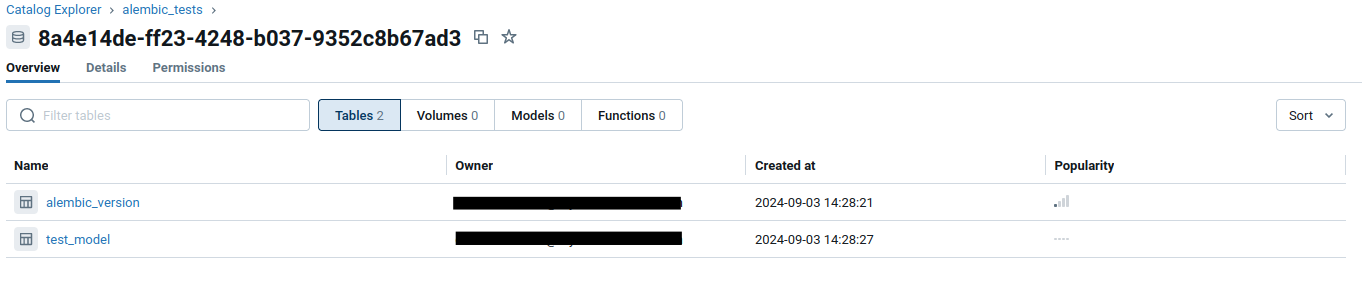 Catalog Explorer > alembic_tests >
8a4e14de-ff23-4248-b037-9352c8b67ad3
Overview Details Permissions
Filter tables Tables 2 Volumes 0 Models 0 Functions 0 Sort
Name Owner Created at Popularity
alembic_version 2024-09-03 14:28:21
test_model 2024-09-03 14:28:27